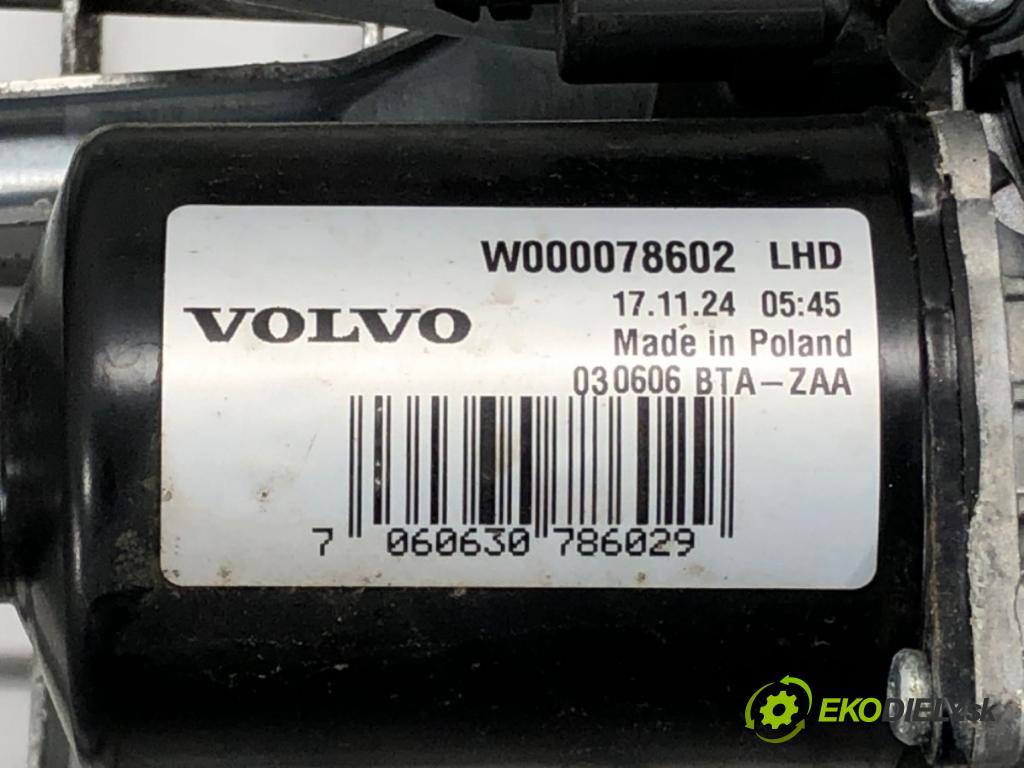 W000078602 LHD
VOLVO
17.11.24 05:45
Made in Poland
030606 BTA-ZAA
7 060630 786029
EKODIELY.sk